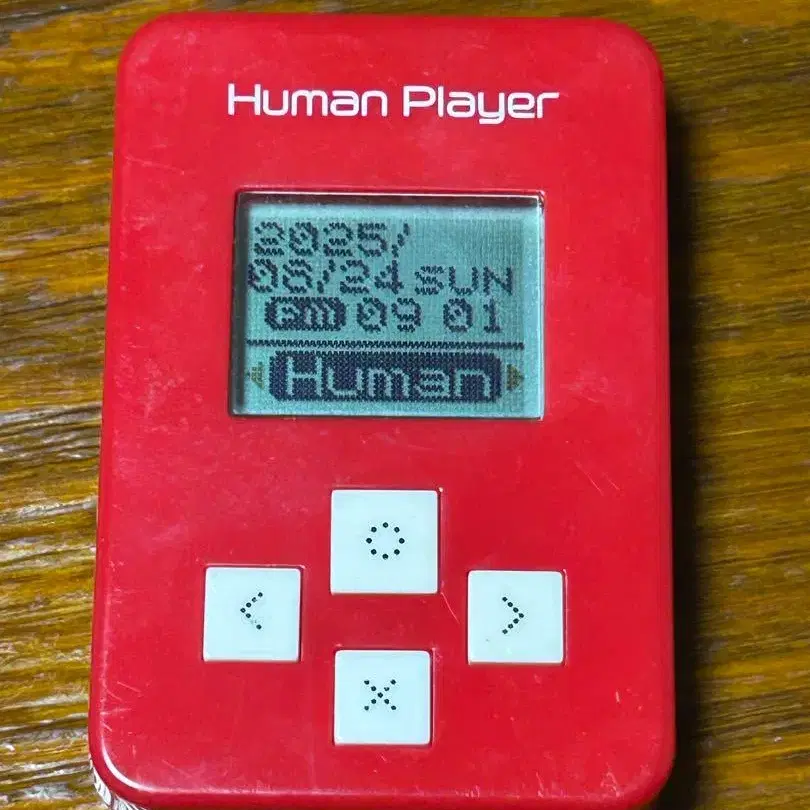 Human Player
2025/
08/24 SUN
PM 09 01
Human